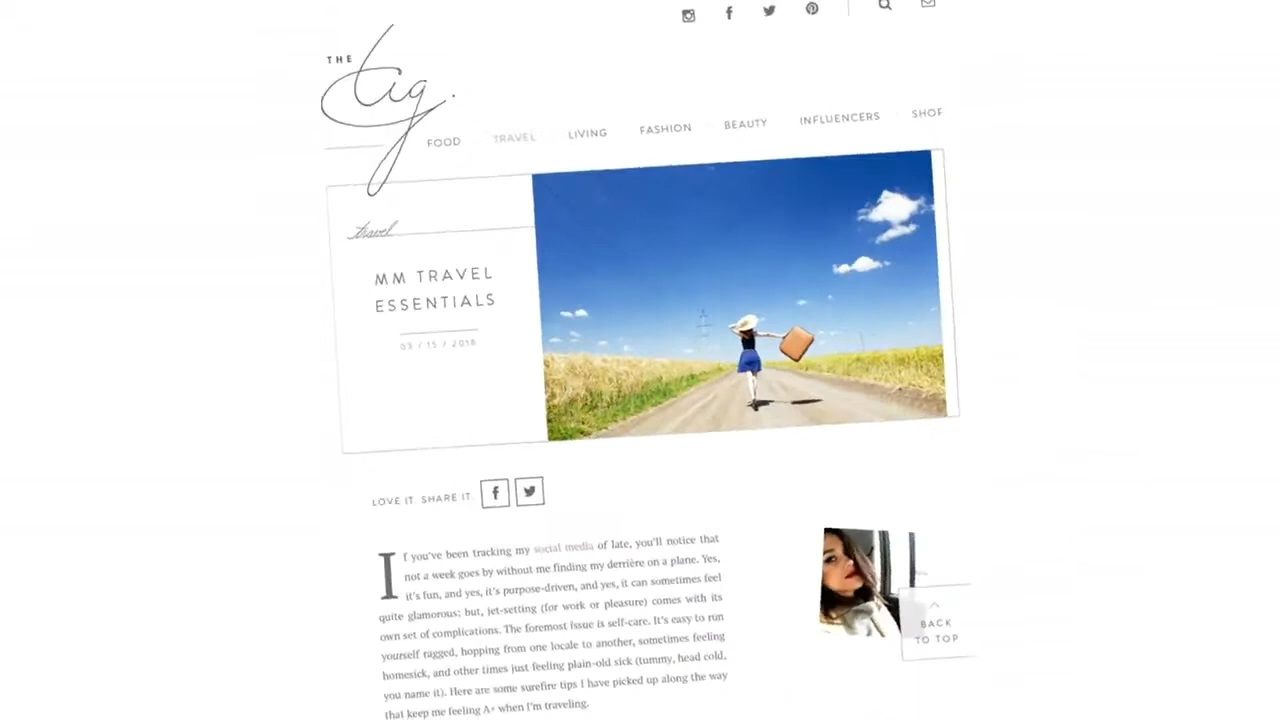 THE
tig.
FOOD TRAVEL LIVING FASHION BEAUTY INFLUENCERS SHOP
travel
MM TRAVEL
ESSENTIALS
03 / 15 / 2016
LOVE IT. SHARE IT.
If you've been tracking my social media of late, you'll notice that
not a week goes by without me finding my derrière on a plane. Yes,
it's fun, and yes, it's purpose-driven, and yes, it can sometimes feel
quite glamorous; but, jet-setting (for work or pleasure) comes with its
own set of complications. The foremost issue is self-care. It's easy to run
yourself ragged, hopping from one locale to another, sometimes feeling
homesick, and other times just feeling plain-old sick (tummy, head cold,
you name it). Here are some surefire tips I have picked up along the way
that keep me feeling A+ when I'm traveling.
BACK
TO TOP